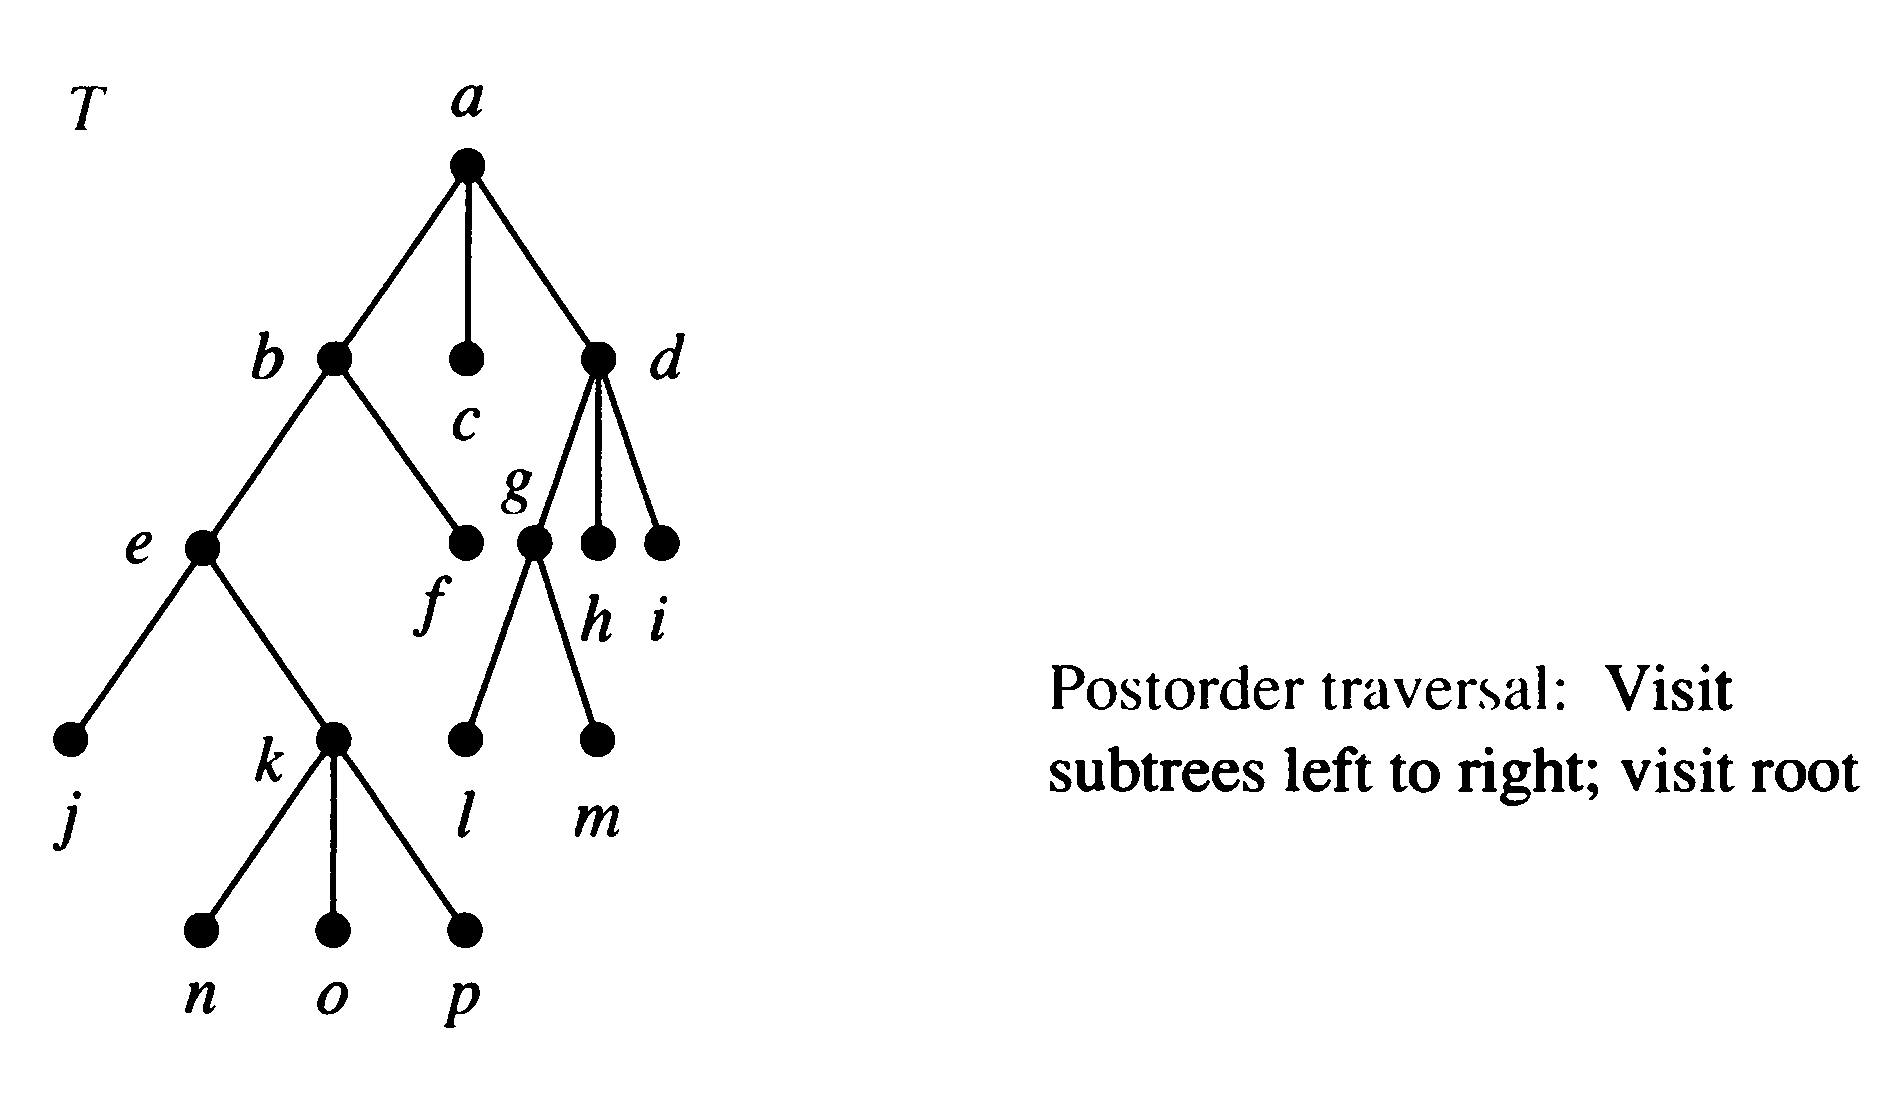 T
a
b
c
d
g
e
f
h i
Postorder traversal: Visit
k
subtrees left to right; visit root
j
l
m
n o p